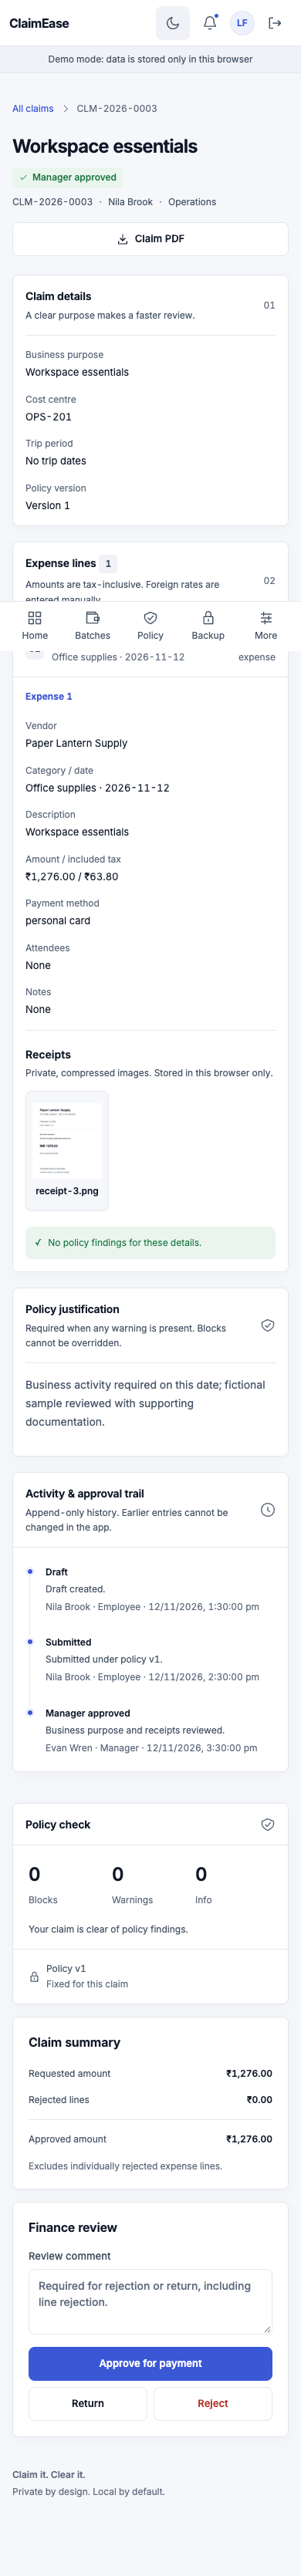 ClaimEase
LF
Demo mode: data is stored only in this browser
All claims > CLM-2026-0003
Workspace essentials
Manager approved
CLM-2026-0003 · Nila Brook · Operations
Claim PDF
Claim details
A clear purpose makes a faster review.
01
Business purpose
Workspace essentials
Cost centre
OPS-201
Trip period
No trip dates
Policy version
Version 1
Expense lines 1
Amounts are tax-inclusive. Foreign rates are
entered manually.
02
Home
Batches
Policy
Backup
More
Office supplies · 2026-11-12
expense
Expense 1
Vendor
Paper Lantern Supply
Category / date
Office supplies · 2026-11-12
Description
Workspace essentials
Amount / included tax
₹1,276.00 / ₹63.80
Payment method
personal card
Attendees
None
Notes
None
Receipts
Private, compressed images. Stored in this browser only.
Paper Lantern Supply
receipt-3.png
✓ No policy findings for these details.
Policy justification
Required when any warning is present. Blocks
cannot be overridden.
Business activity required on this date; fictional
sample reviewed with supporting
documentation.
Activity & approval trail
Append-only history. Earlier entries cannot be
changed in the app.
Draft
Draft created.
Nila Brook · Employee · 12/11/2026, 1:30:00 pm
Submitted
Submitted under policy v1.
Nila Brook · Employee · 12/11/2026, 2:30:00 pm
Manager approved
Business purpose and receipts reviewed.
Evan Wren · Manager · 12/11/2026, 3:30:00 pm
Policy check
0 0 0
Blocks Warnings Info
Your claim is clear of policy findings.
Policy v1
Fixed for this claim
Claim summary
Requested amount ₹1,276.00
Rejected lines ₹0.00
Approved amount ₹1,276.00
Excludes individually rejected expense lines.
Finance review
Review comment
Required for rejection or return, including
line rejection.
Approve for payment
Return
Reject
Claim it. Clear it.
Private by design. Local by default.